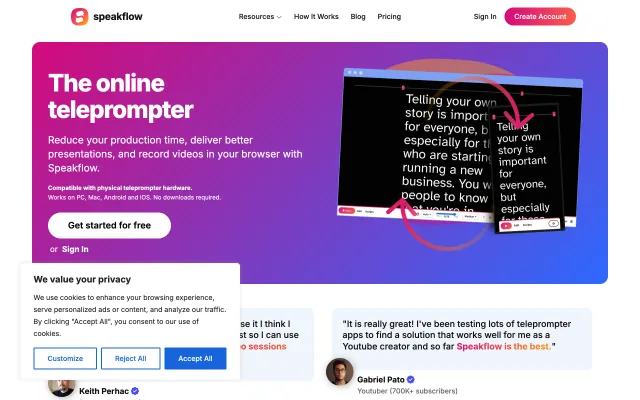 speakflow
Resources
How It Works
Blog
Pricing
Sign In
Create Account
The online
teleprompter
Reduce your production time, deliver better
presentations, and record videos in your browser with
Speakflow.
Compatible with physical teleprompter hardware.
Works on PC, Mac, Android and iOS. No downloads required.
Get started for free
or Sign In
Telling your own
story is import
for everyone, b
especially for t
who are starting
running a new
business. You w
people to know
that you're in
Telling
your own
story is
important
for
everyone,
but
especially
for those
We value your privacy
We use cookies to enhance your browsing experience,
serve personalized ads or content, and analyze our traffic.
By clicking "Accept All", you consent to our use of
cookies.
Customize
Reject All
Accept All
se it I think I
st so I can use
o sessions
Keith Perhac
"It is really great! I've been testing lots of teleprompter
apps to find a solution that works well for me as a
Youtube creator and so far Speakflow is the best."
Gabriel Pato
Youtuber (700K+ subscribers)